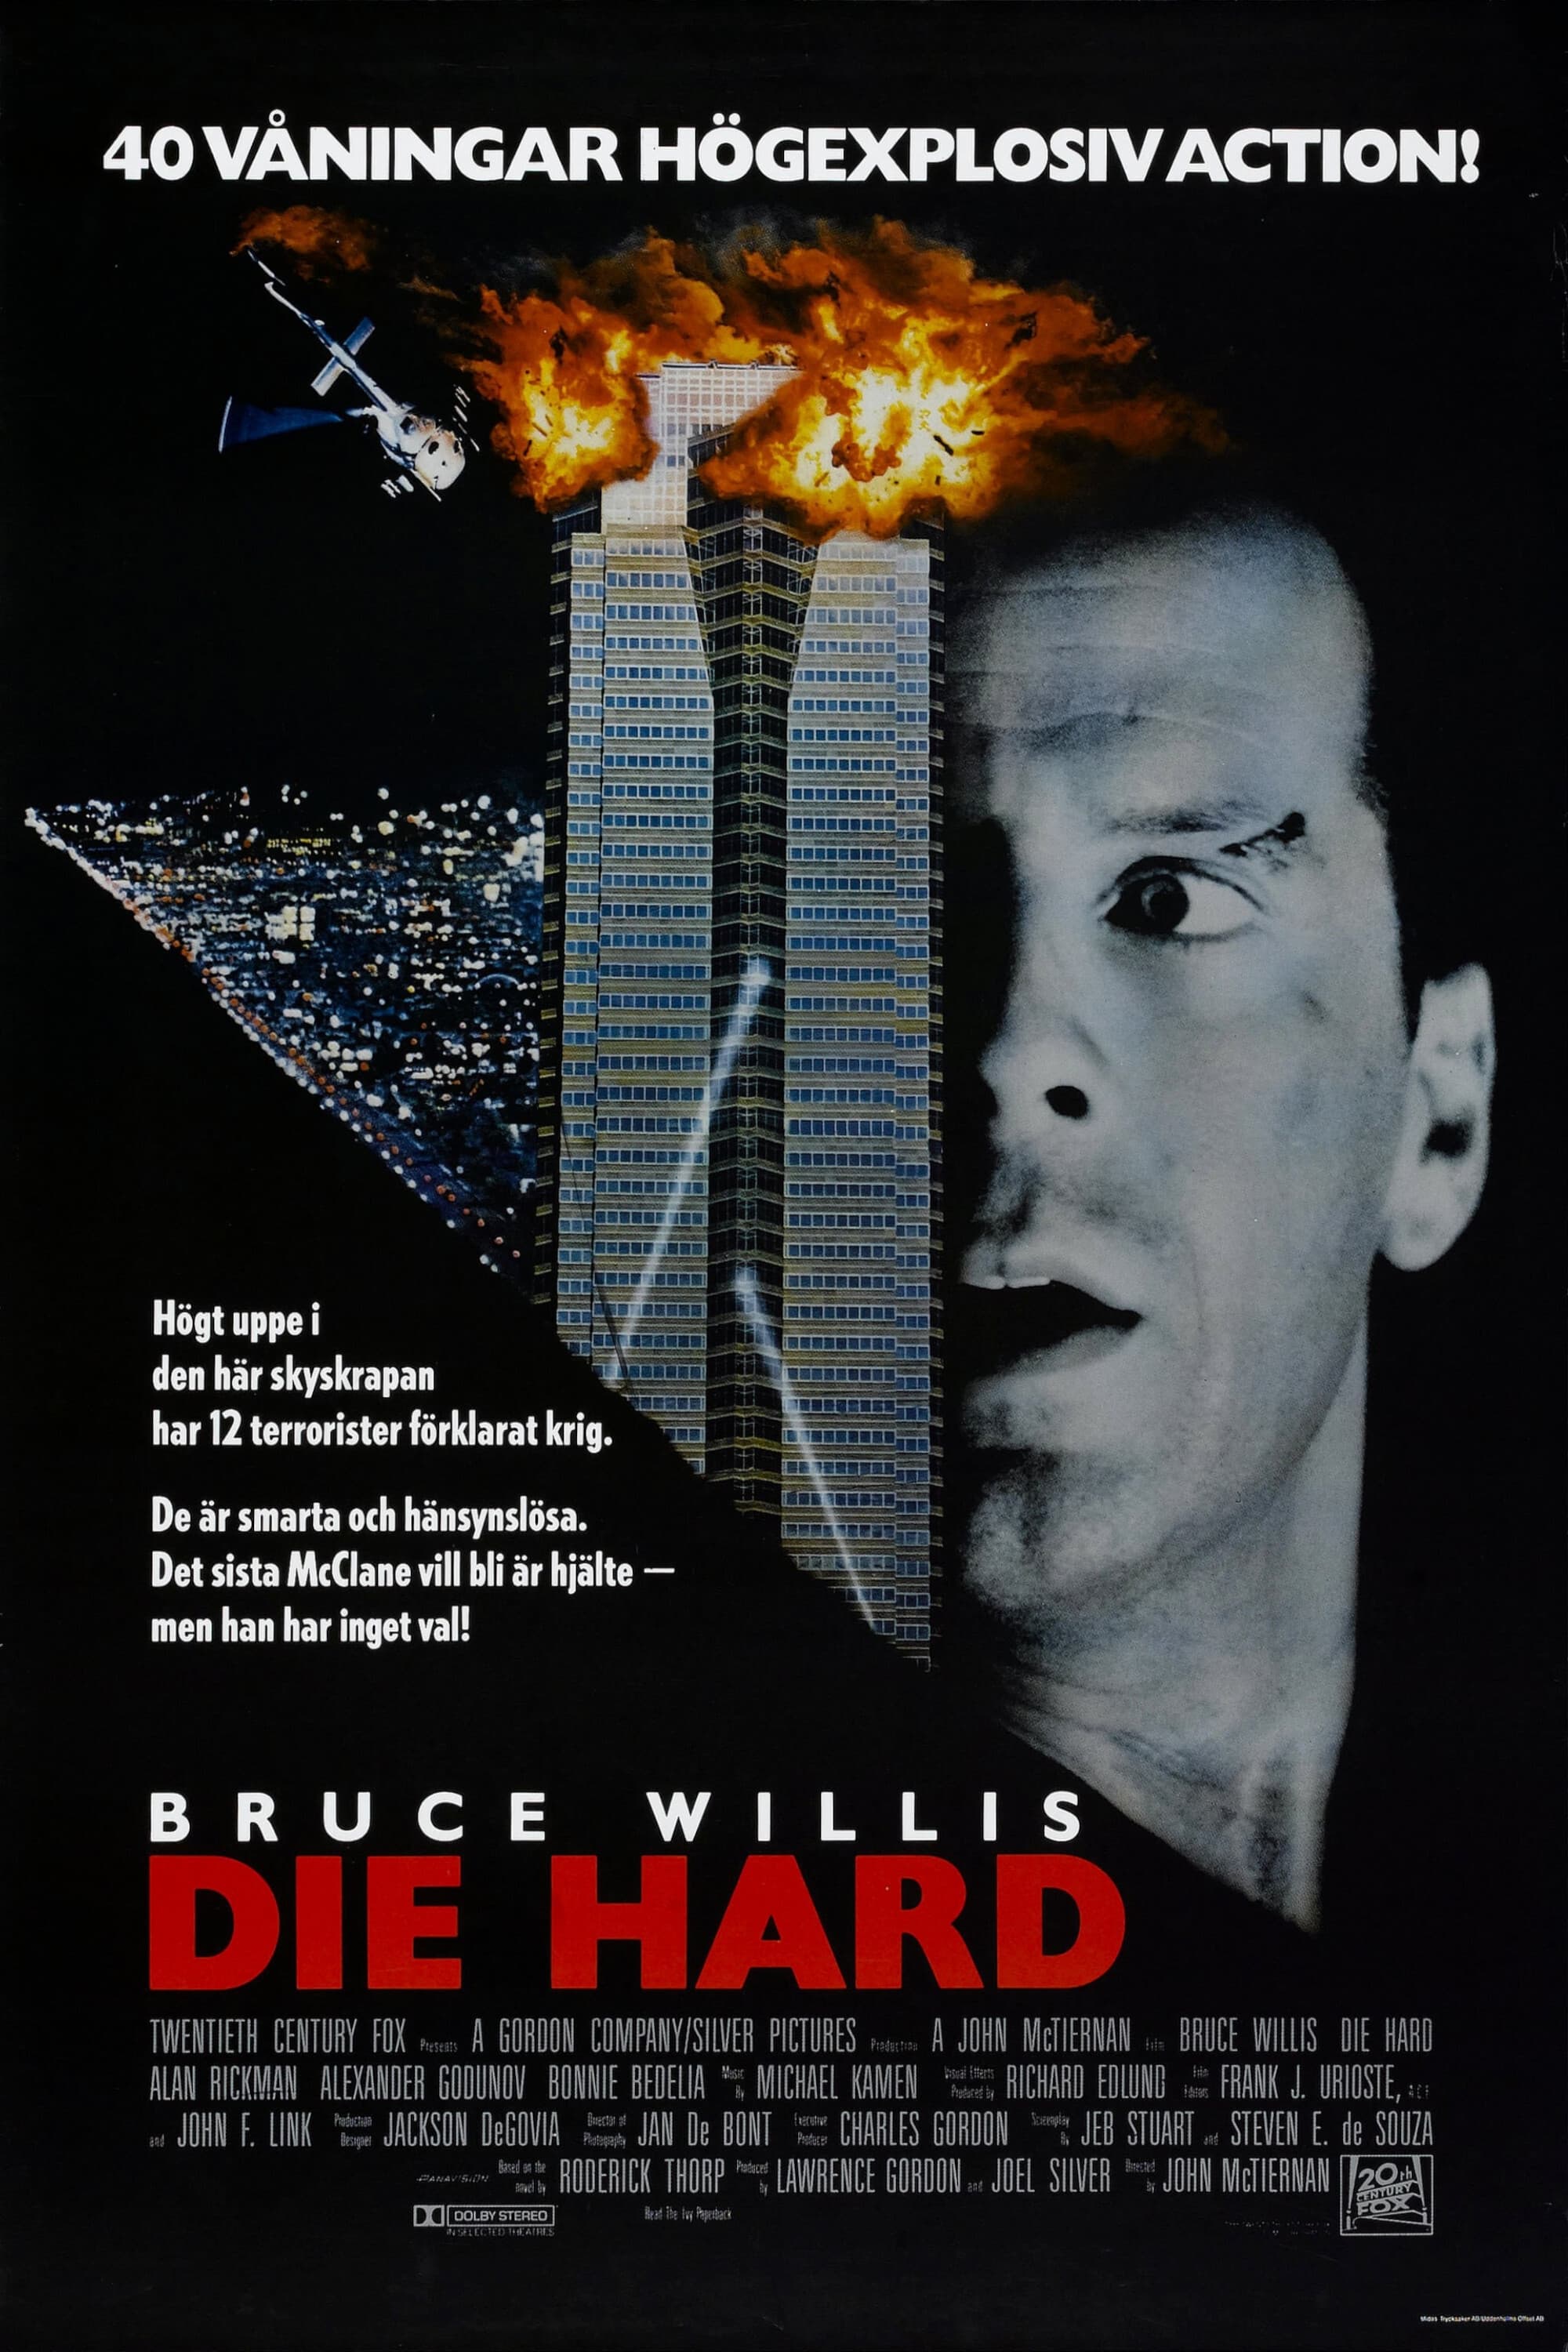 40 VÅNINGAR HÖGEXPLOSIV ACTION!
Högt uppe i
den här skyskrapan
har 12 terrorister förklarat krig.
De är smarta och hänsynslösa.
Det sista McClane vill bli är hjälte —
men han har inget val!
BRUCE WILLIS
DIE HARD
TWENTIETH CENTURY FOX Presents A GORDON COMPANY/SILVER PICTURES Production A JOHN McTIERNAN Film BRUCE WILLIS DIE HARD
ALAN RICKMAN ALEXANDER GODUNOV BONNIE BEDELIA Music By MICHAEL KAMEN Visual Effects Produced by RICHARD EDLUND Film Editors FRANK J. URIOSTE, A.C.E.
and JOHN F. LINK Production Designer JACKSON DeGOVIA Director of Photography JAN De BONT Executive Producer CHARLES GORDON Screenplay By JEB STUART and STEVEN E. de SOUZA
PANAVISION Based on the novel by RODERICK THORP Produced by LAWRENCE GORDON and JOEL SILVER Directed by JOHN McTIERNAN
20th CENTURY FOX
DOLBY STEREO
IN SELECTED THEATRES
Read The Ivy Paperback